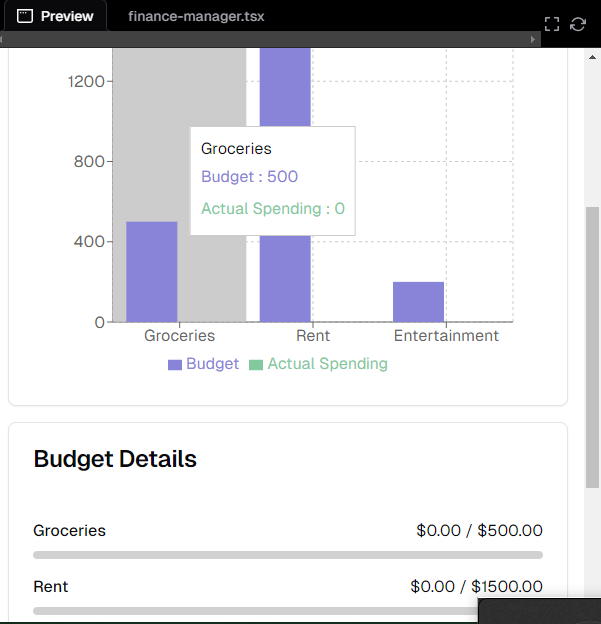 Preview finance-manager.tsx
1200
800
400
0
Groceries
Budget : 500
Actual Spending : 0
Groceries Rent Entertainment
Budget Actual Spending
Budget Details
Groceries $0.00 / $500.00
Rent $0.00 / $1500.00